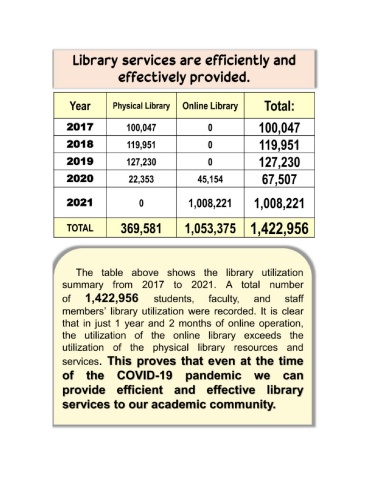 Library services are efficiently and
effectively provided.
Year Physical Library Online Library Total:
2017 100,047 0 100,047
2018 119,951 0 119,951
2019 127,230 0 127,230
2020 22,353 45,154 67,507
2021 0 1,008,221 1,008,221
TOTAL 369,581 1,053,375 1,422,956
The table above shows the library utilization
summary from 2017 to 2021. A total number
of 1,422,956 students, faculty, and staff
members' library utilization were recorded. It is clear
that in just 1 year and 2 months of online operation,
the utilization of the online library exceeds the
utilization of the physical library resources and
services. This proves that even at the time
of the COVID-19 pandemic we can
provide efficient and effective library
services to our academic community.